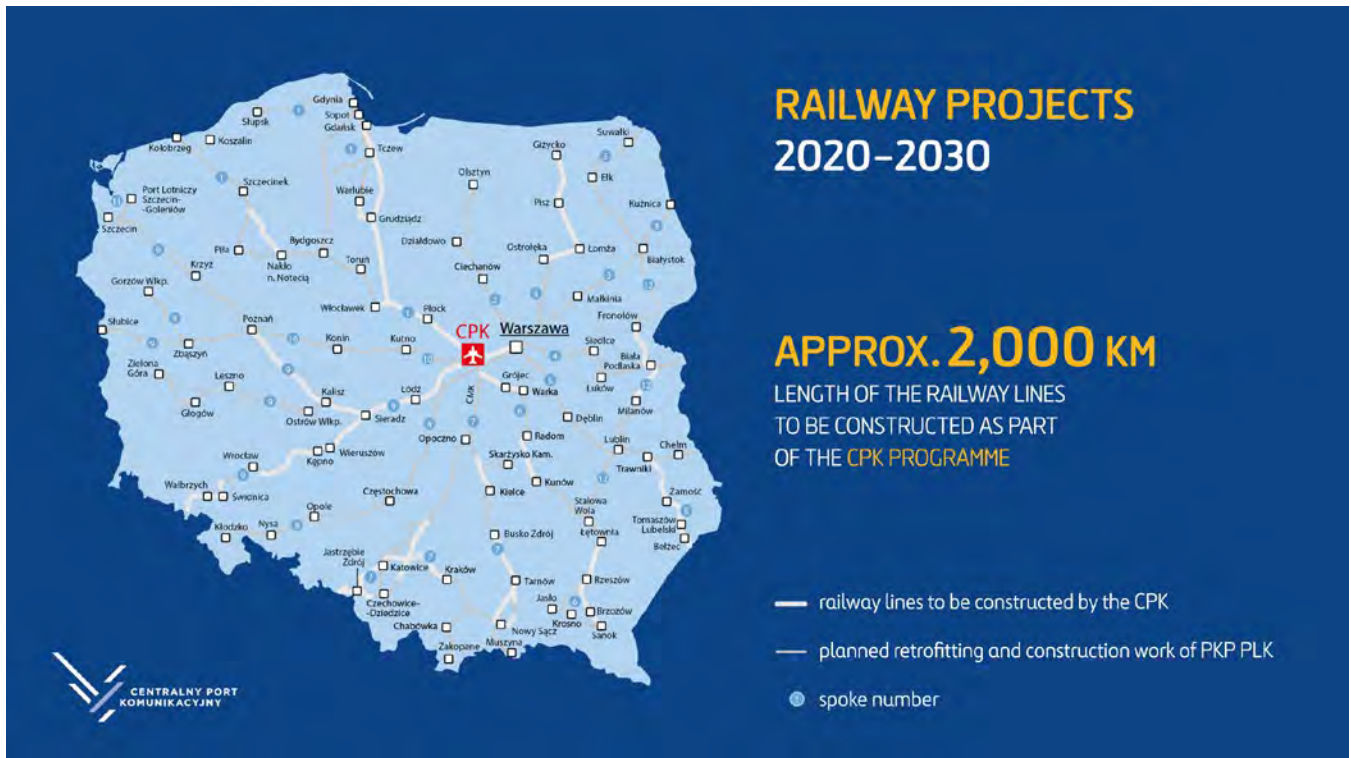 RAILWAY PROJECTS
2020–2030
APPROX. 2,000 KM
LENGTH OF THE RAILWAY LINES
TO BE CONSTRUCTED AS PART
OF THE CPK PROGRAMME
railway lines to be constructed by the CPK
planned retrofitting and construction work of PKP PLK
spoke number
CENTRALNY PORT
KOMUNIKACYJNY
Gdynia
Sopot
Gdańsk
Słupsk
Kołobrzeg
Koszalin
Tczew
Giżycko
Suwałki
Olsztyn
Ełk
Szczecinek
Port Lotniczy
Szczecin-
-Goleniów
Warlubie
Pisz
Kuźnica
Szczecin
Grudziądz
Działdowo
Ostrołęka
Łomża
Białystok
Piła
Bydgoszcz
Nakło
n. Notecią
Toruń
Krzyż
Ciechanów
Gorzów Wlkp.
Małkinia
Włocławek
Płock
Fronołów
Słubice
Poznań
CPK
Warszawa
Zbąszyń
Konin
Kutno
Siedlce
Biała
Podlaska
Zielona
Góra
Leszno
Grójec
Warka
Łuków
CMK
Łódź
Kalisz
Głogów
Ostrów Wlkp.
Sieradz
Milanów
Dęblin
Opoczno
Radom
Lublin
Chełm
Wrocław
Kępno
Wieruszów
Skarżysko Kam.
Trawniki
Wałbrzych
Świdnica
Częstochowa
Kielce
Kunów
Zamość
Opole
Stalowa
Wola
Tomaszów
Lubelski
Kłodzko
Nysa
Busko Zdrój
Łętownia
Bełżec
Jastrzębie
Zdrój
Katowice
Kraków
Tarnów
Rzeszów
Czechowice-
-Dziedzice
Jasło
Brzozów
Chabówka
Nowy Sącz
Krosno
Sanok
Muszyna
Zakopane